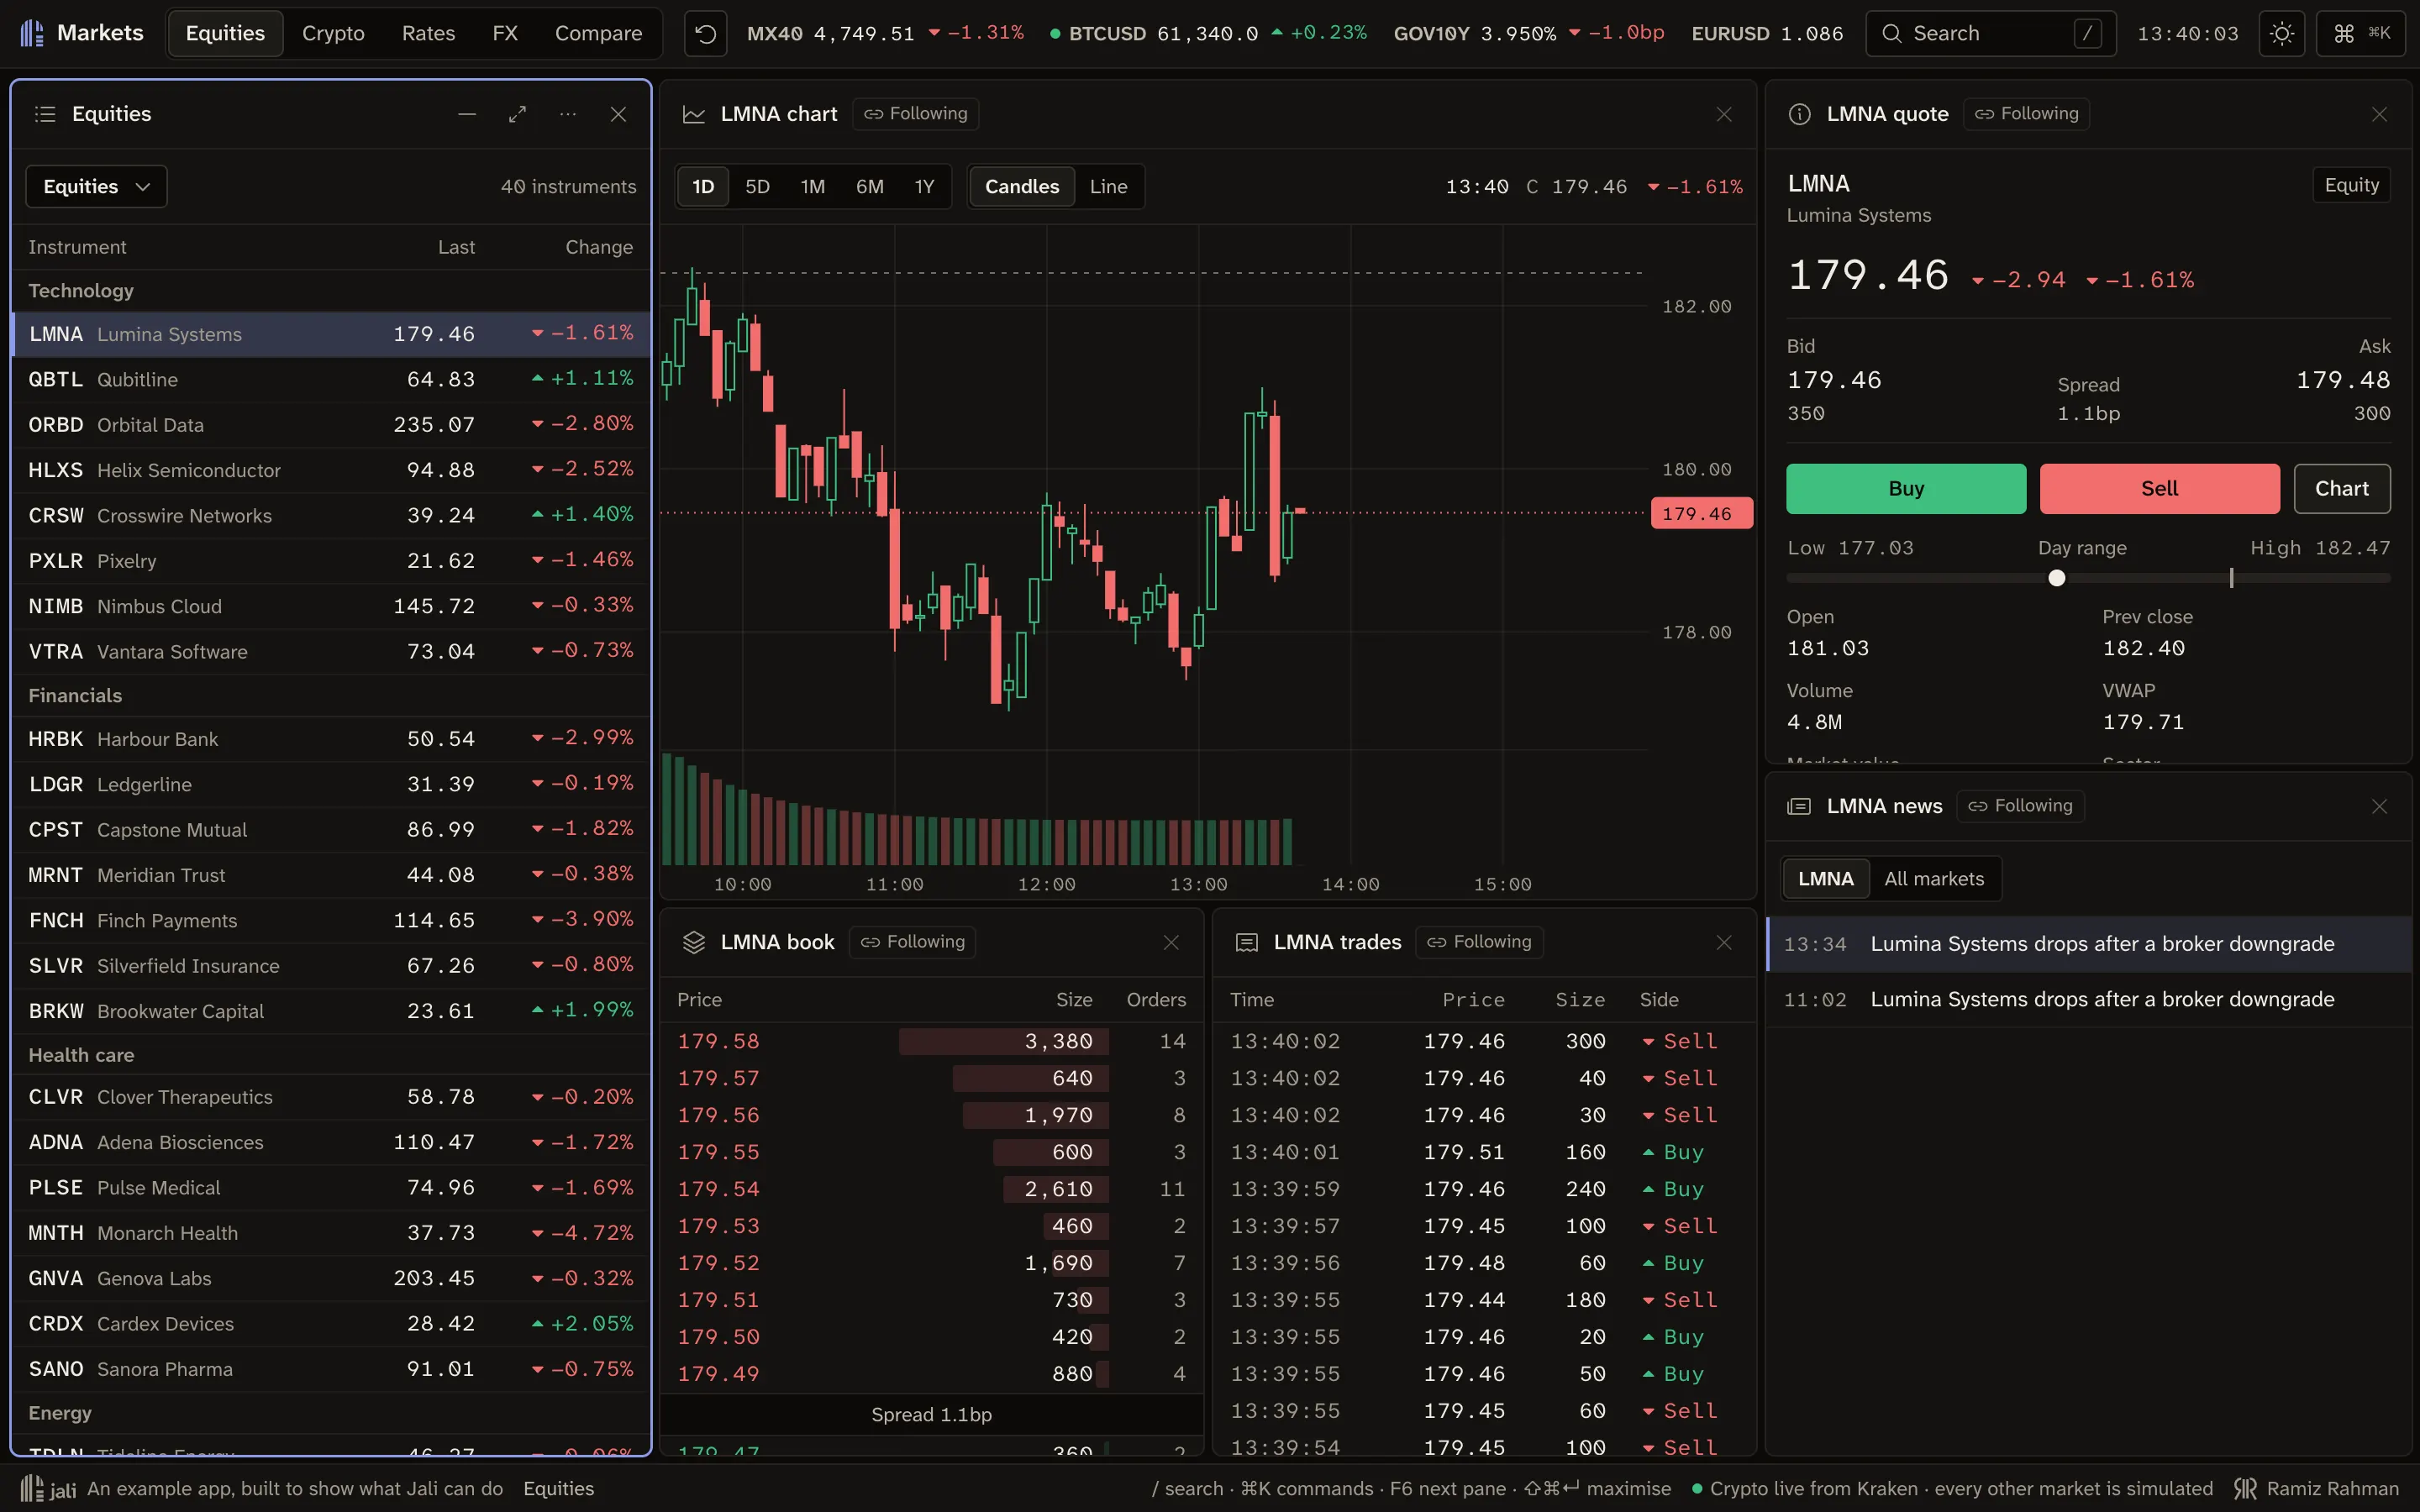 Markets Equities Crypto Rates FX Compare MX40 4,749.51 −1.31% BTCUSD 61,340.0 +0.23% GOV10Y 3.950% −1.0bp EURUSD 1.086 Search / 13:40:03 ⌘ ⌘K
Equities
Equities 40 instruments
Instrument Last Change
Technology
LMNA Lumina Systems 179.46 −1.61%
QBTL Qubitline 64.83 +1.11%
ORBD Orbital Data 235.07 −2.80%
HLXS Helix Semiconductor 94.88 −2.52%
CRSW Crosswire Networks 39.24 +1.40%
PXLR Pixelry 21.62 −1.46%
NIMB Nimbus Cloud 145.72 −0.33%
VTRA Vantara Software 73.04 −0.73%
Financials
HRBK Harbour Bank 50.54 −2.99%
LDGR Ledgerline 31.39 −0.19%
CPST Capstone Mutual 86.99 −1.82%
MRNT Meridian Trust 44.08 −0.38%
FNCH Finch Payments 114.65 −3.90%
SLVR Silverfield Insurance 67.26 −0.80%
BRKW Brookwater Capital 23.61 +1.99%
Health care
CLVR Clover Therapeutics 58.78 −0.20%
ADNA Adena Biosciences 110.47 −1.72%
PLSE Pulse Medical 74.96 −1.69%
MNTH Monarch Health 37.73 −4.72%
GNVA Genova Labs 203.45 −0.32%
CRDX Cardex Devices 28.42 +2.05%
SANO Sanora Pharma 91.01 −0.75%
Energy
LMNA chart Following
1D 5D 1M 6M 1Y Candles Line 13:40 C 179.46 −1.61%
182.00
180.00
179.46
178.00
10:00 11:00 12:00 13:00 14:00 15:00
LMNA book Following
Price Size Orders
179.58 3,380 14
179.57 640 3
179.56 1,970 8
179.55 600 3
179.54 2,610 11
179.53 460 2
179.52 1,690 7
179.51 730 3
179.50 420 2
179.49 880 4
Spread 1.1bp
LMNA trades Following
Time Price Size Side
13:40:02 179.46 300 Sell
13:40:02 179.46 40 Sell
13:40:02 179.46 30 Sell
13:40:01 179.51 160 Buy
13:39:59 179.46 240 Buy
13:39:57 179.45 100 Sell
13:39:56 179.48 60 Buy
13:39:55 179.44 180 Sell
13:39:55 179.46 20 Buy
13:39:55 179.46 50 Buy
13:39:55 179.45 60 Sell
13:39:54 179.45 100 Sell
LMNA quote Following
LMNA Equity
Lumina Systems
179.46 −2.94 −1.61%
Bid Ask
179.46 Spread 179.48
350 1.1bp 300
Buy Sell Chart
Low 177.03 Day range High 182.47
Open Prev close
181.03 182.40
Volume VWAP
4.8M 179.71
LMNA news Following
LMNA All markets
13:34 Lumina Systems drops after a broker downgrade
11:02 Lumina Systems drops after a broker downgrade
jali An example app, built to show what Jali can do Equities / search · ⌘K commands · F6 next pane · ⇧⌘↵ maximise Crypto live from Kraken · every other market is simulated Ramiz Rahman